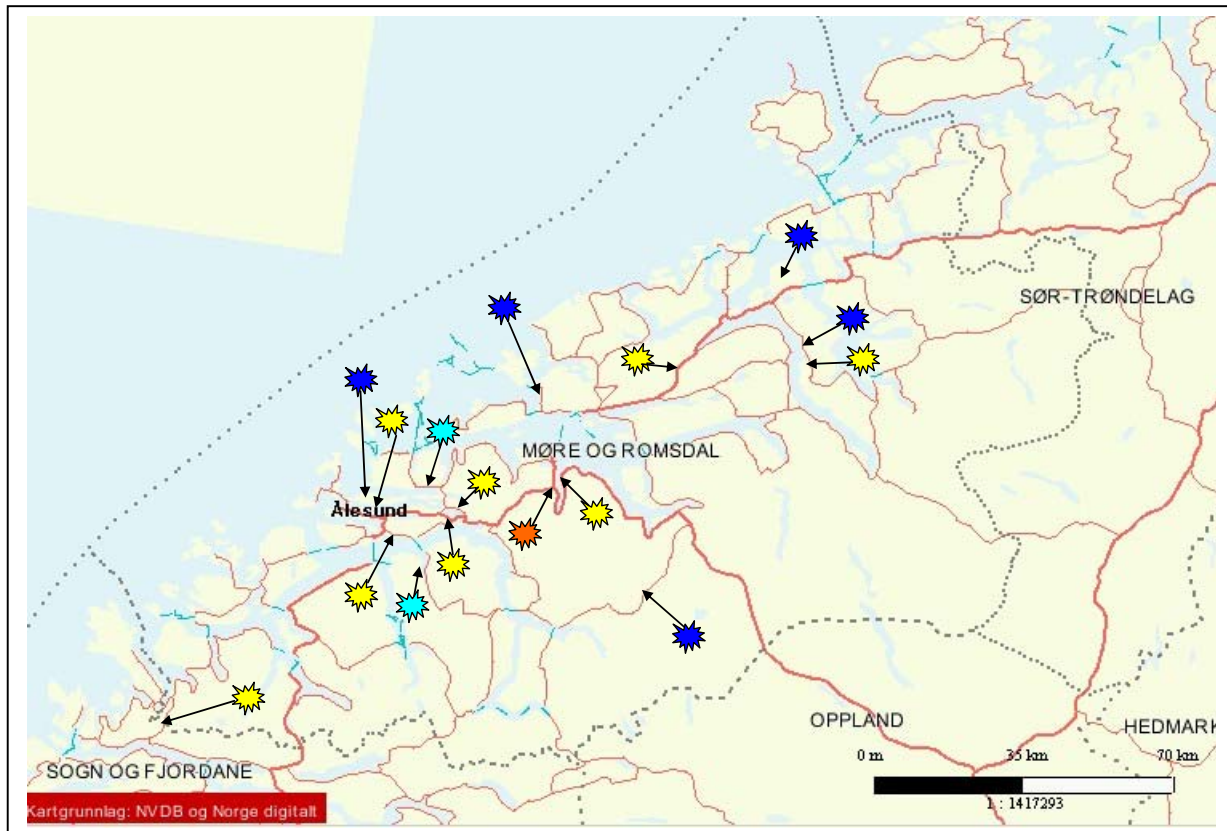 SØR-TRØNDELAG
MØRE OG ROMSDAL
Ålesund
OPPLAND
HEDMARK
0 m 35 km 70 km
SOGN OG FJORDANE
1 : 1417293
Kartgrunnlag: NVDB og Norge digitalt